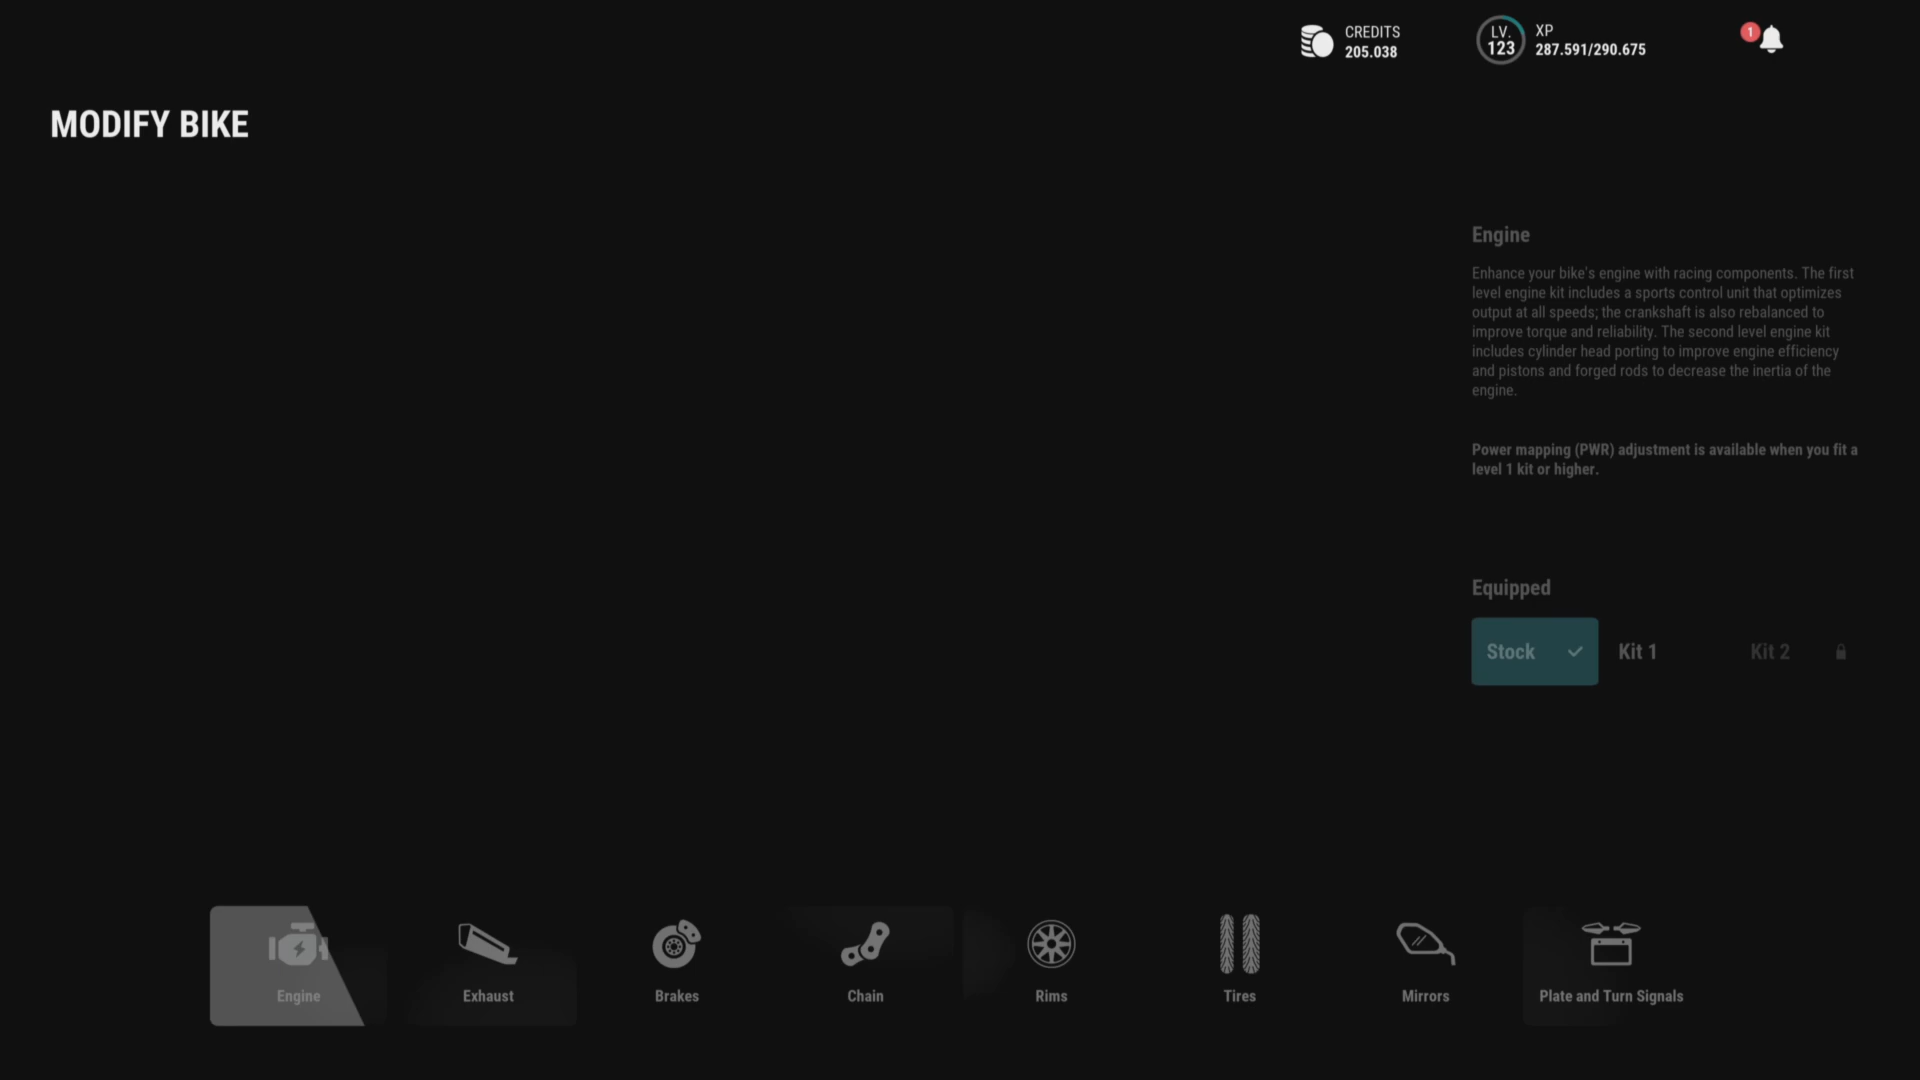 CREDITS
205.038
LV.
123
XP
287.591/290.675
1
MODIFY BIKE
Engine
Enhance your bike's engine with racing components. The first
level engine kit includes a sports control unit that optimizes
output at all speeds; the crankshaft is also rebalanced to
improve torque and reliability. The second level engine kit
includes cylinder head porting to improve engine efficiency
and pistons and forged rods to decrease the inertia of the
engine.
Power mapping (PWR) adjustment is available when you fit a
level 1 kit or higher.
Equipped
Stock
Kit 1
Kit 2
Engine
Exhaust
Brakes
Chain
Rims
Tires
Mirrors
Plate and Turn Signals